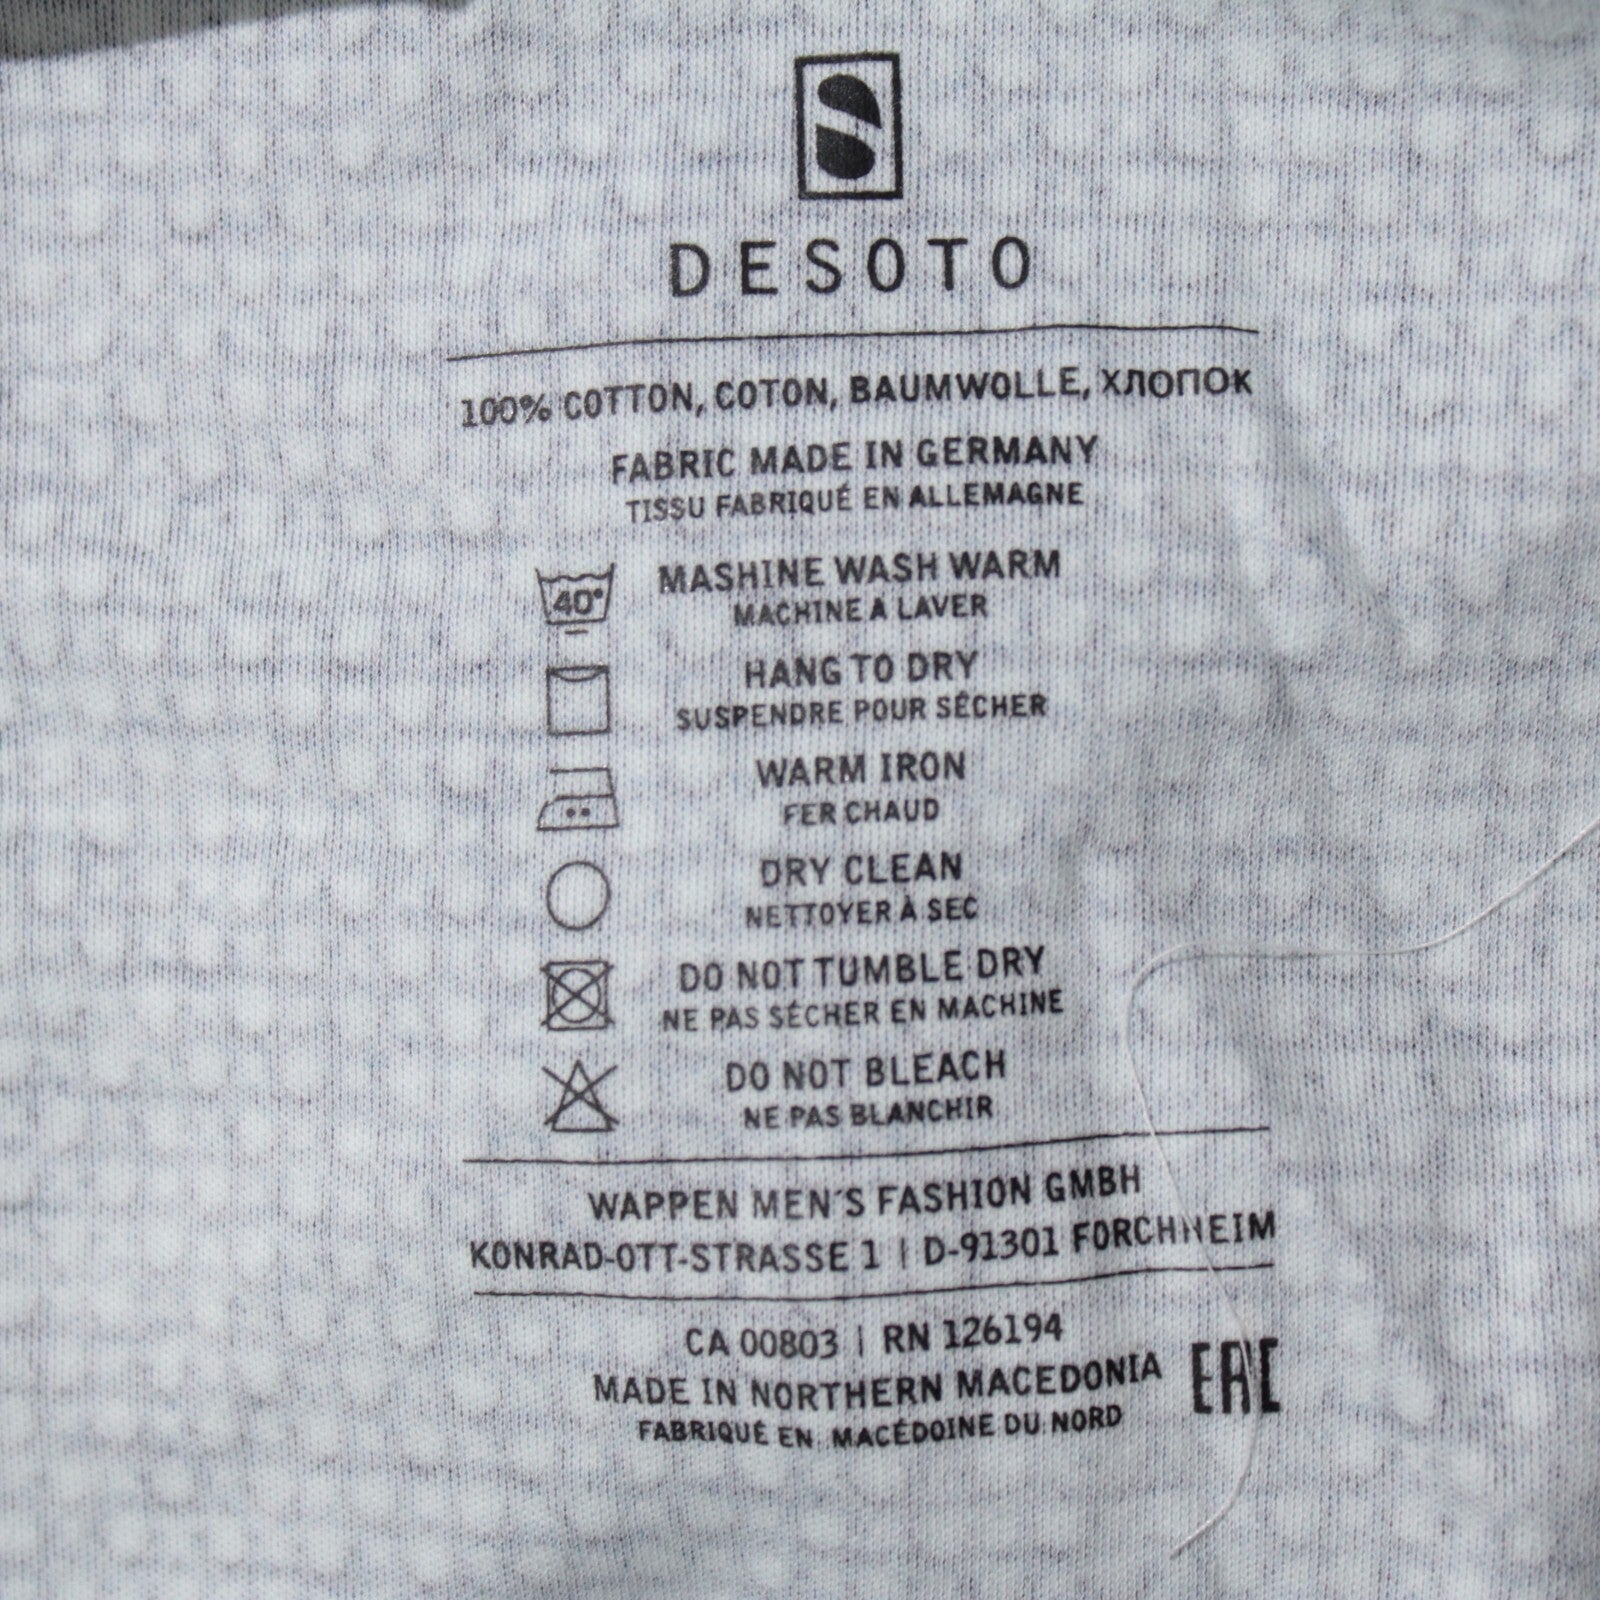 S
DESOTO
100% COTTON, COTON, BAUMWOLLE, ХЛОПОК
FABRIC MADE IN GERMANY
TISSU FABRIQUÉ EN ALLEMAGNE
40° MASHINE WASH WARM
MACHINE A LAVER
HANG TO DRY
SUSPENDRE POUR SÉCHER
WARM IRON
FER CHAUD
DRY CLEAN
NETTOYER À SEC
DO NOT TUMBLE DRY
NE PAS SÉCHER EN MACHINE
DO NOT BLEACH
NE PAS BLANCHIR
WAPPEN MEN´S FASHION GMBH
KONRAD-OTT-STRASSE 1 | D-91301 FORCHHEIM
CA 00803 | RN 126194
MADE IN NORTHERN MACEDONIA
FABRIQUÉ EN MACÉDOINE DU NORD
EAC